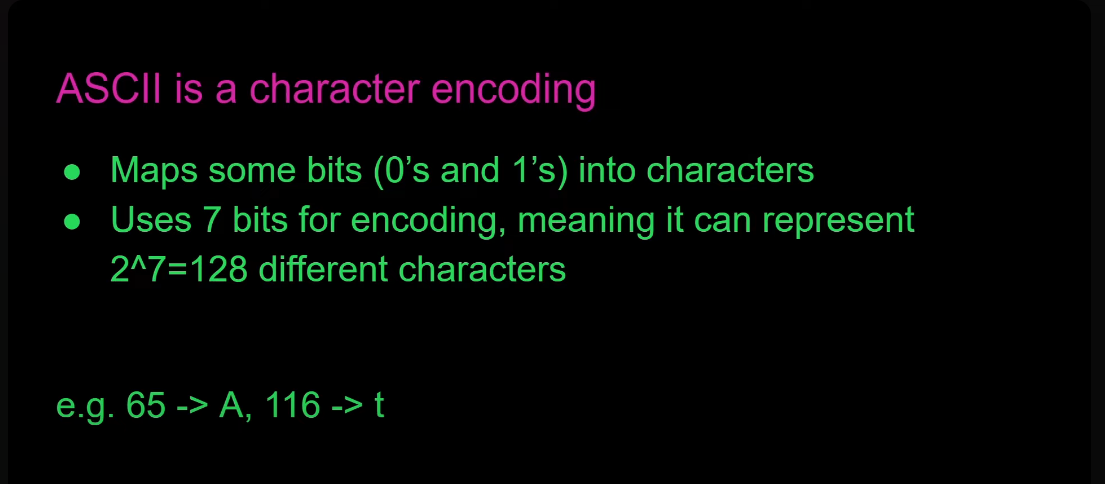 ASCII is a character encoding
● Maps some bits (0’s and 1’s) into characters
● Uses 7 bits for encoding, meaning it can represent
2^7=128 different characters
e.g. 65 -> A, 116 -> t